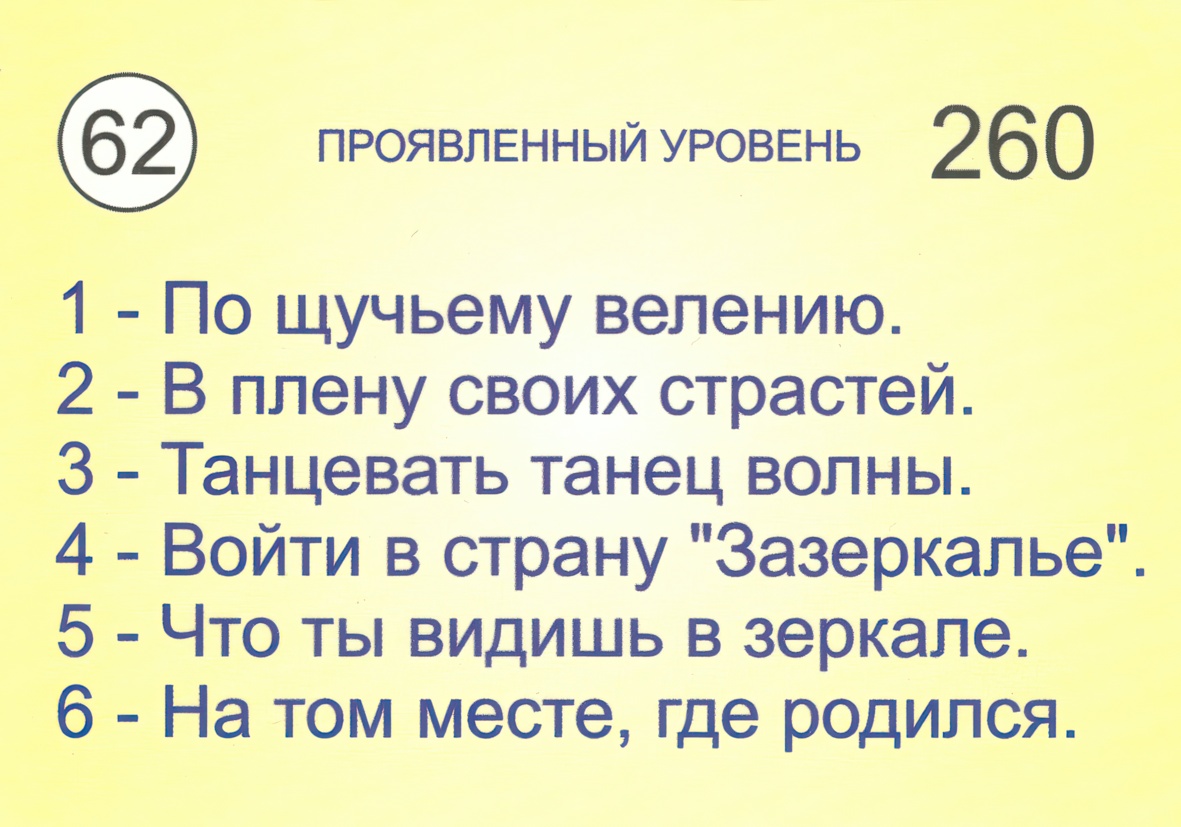 62 ПРОЯВЛЕННЫЙ УРОВЕНЬ 260
1 - По щучьему велению.
2 - В плену своих страстей.
3 - Танцевать танец волны.
4 - Войти в страну "Зазеркалье".
5 - Что ты видишь в зеркале.
6 - На том месте, где родился.